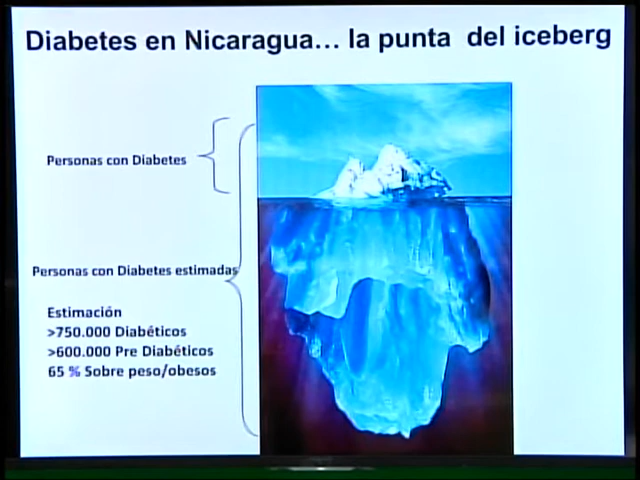 Diabetes en Nicaragua... la punta del iceberg
Personas con Diabetes
Personas con Diabetes estimadas
Estimación
>750.000 Diabéticos
>600.000 Pre Diabéticos
65 % Sobre peso/obesos